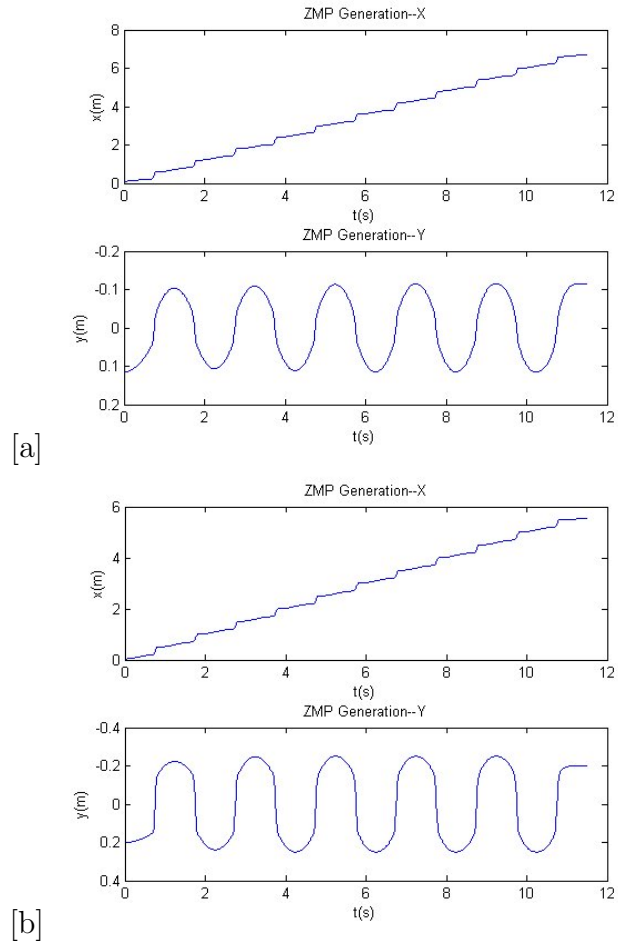 ZMP Generation--X
8
6
4
2
0
x(m)
0 2 4 6 8 10 12
t(s)
ZMP Generation--Y
-0.2
-0.1
0
0.1
0.2
y(m)
0 2 4 6 8 10 12
t(s)
[a]
ZMP Generation--X
6
4
2
0
x(m)
0 2 4 6 8 10 12
t(s)
ZMP Generation--Y
-0.4
-0.2
0
0.2
0.4
y(m)
0 2 4 6 8 10 12
t(s)
[b]